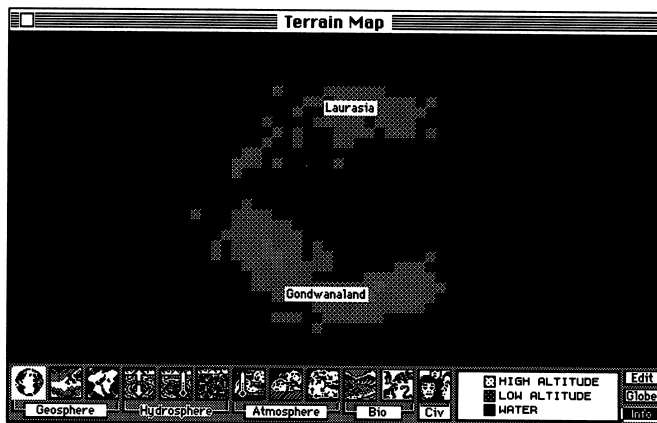 Terrain Map
Laurasia
Gondwanaland
HIGH ALTITUDE
LOW ALTITUDE
WATER
Edit
Globe
Info
Geosphere
Hydrosphere
Atmosphere
Bio
Civ